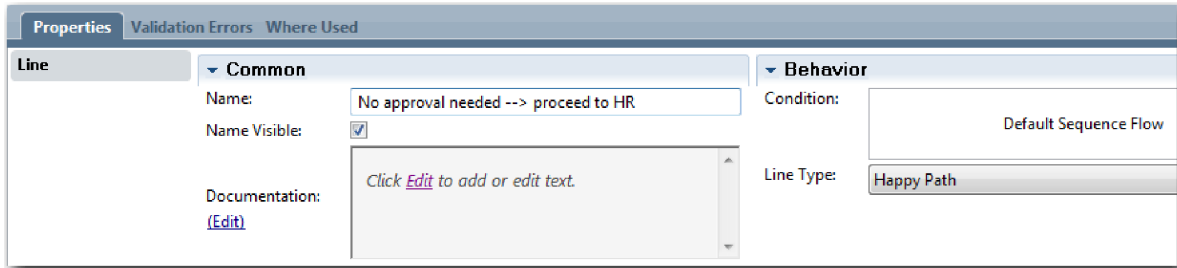 Properties Validation Errors Where Used
Line
Common
Name: No approval needed --> proceed to HR
Name Visible:
Documentation:
(Edit)
Click Edit to add or edit text.
Behavior
Condition: Default Sequence Flow
Line Type: Happy Path